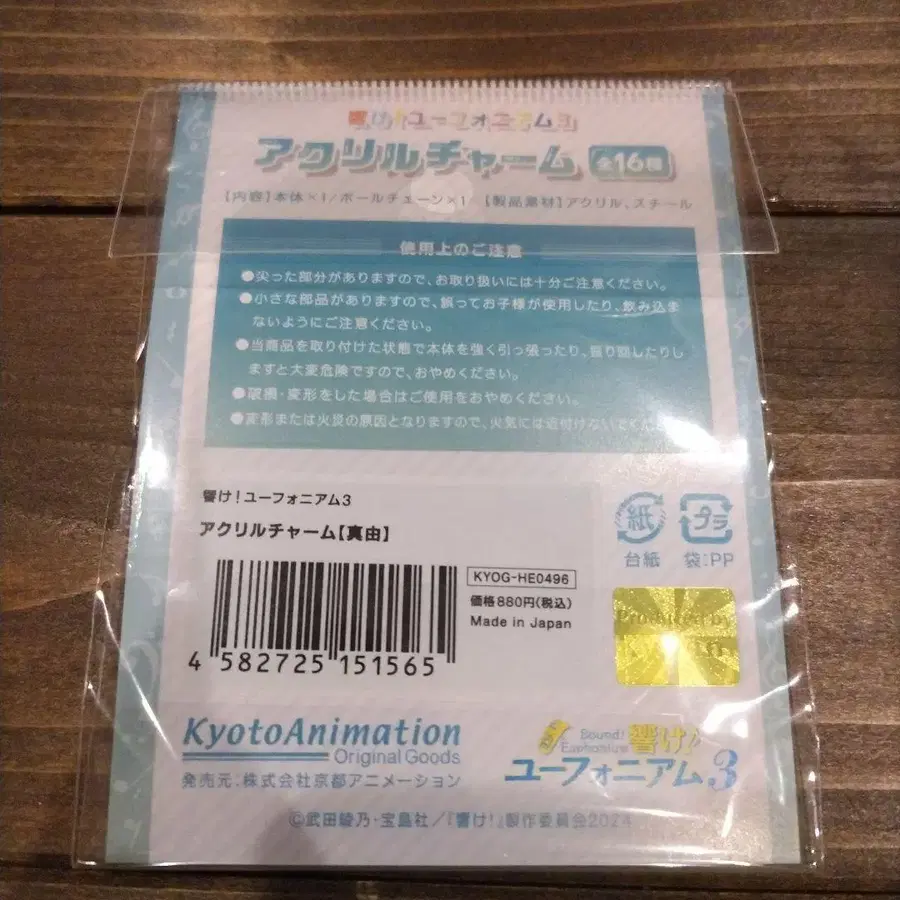 響け!ユーフォニアム3
アクリルチャーム 全16種
【内容】本体×1/ボールチェーン×1 【製品素材】アクリル、スチール
使用上のご注意
●尖った部分がありますので、お取り扱いには十分ご注意ください。
●小さな部品がありますので、誤ってお子様が使用したり、飲み込ま
ないようにご注意ください。
●当商品を取り付けた状態で本体を強く引っ張ったり、振り回したりし
ますと大変危険ですので、おやめください。
●破損・変形をした場合はご使用をおやめください。
●変形または火災の原因となりますので、火気には近付けないでくだ
響け!ユーフォニアム3
アクリルチャーム【真由】
紙
台紙
プラ
袋:PP
KYOG-HE0496
価格880円(税込)
Made in Japan
4 582725 151565
Produced by
KyotoAnimation
Original Goods
発売元:株式会社京都アニメーション
Sound!
Euphonium
響け!
ユーフォニアム3
©武田綾乃・宝島社/『響け!』製作委員会2024